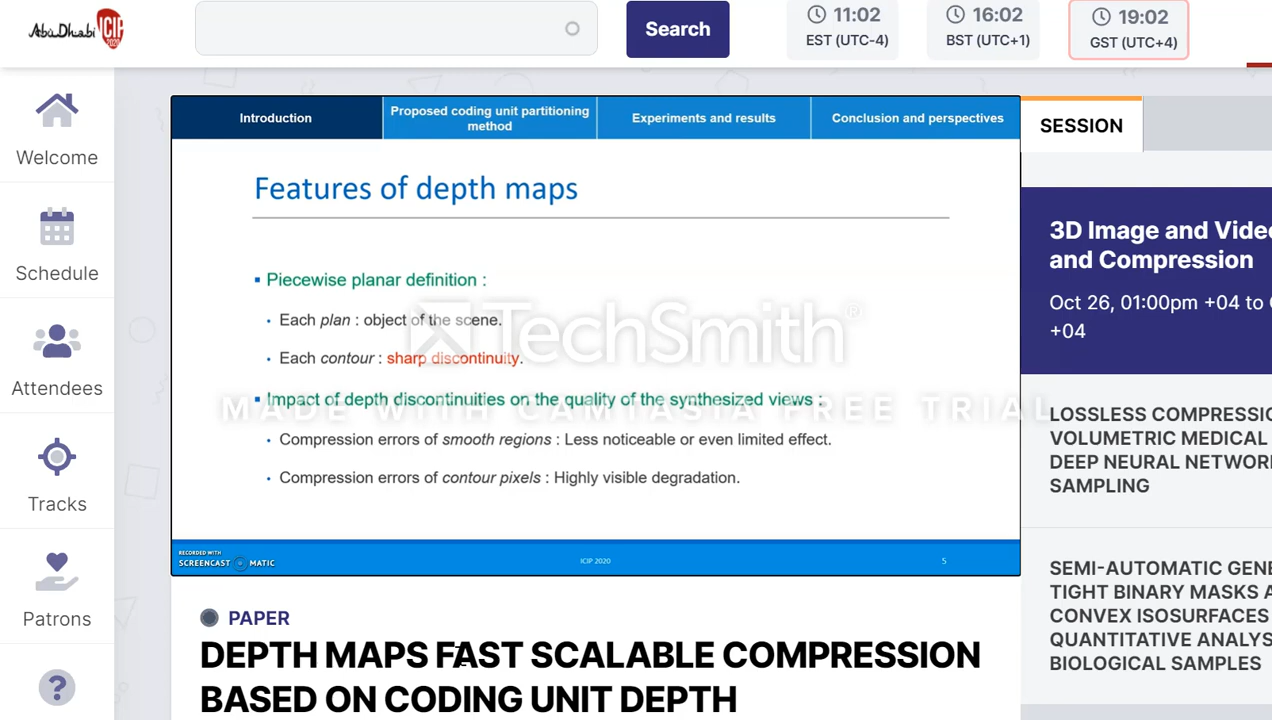 AbuDhabi ICIP 2020
Search
11:02
EST (UTC-4)
16:02
BST (UTC+1)
19:02
GST (UTC+4)
Welcome
Schedule
Attendees
Tracks
Patrons
?
Introduction
Proposed coding unit partitioning
method
Experiments and results
Conclusion and perspectives
Features of depth maps
▪ Piecewise planar definition :
• Each plan : object of the scene.
• Each contour : sharp discontinuity.
▪ Impact of depth discontinuities on the quality of the synthesized views :
• Compression errors of smooth regions : Less noticeable or even limited effect.
• Compression errors of contour pixels : Highly visible degradation.
TechSmith®
MADE WITH CAMTASIA FREE TRIAL
RECORDED WITH
SCREENCAST MATIC
ICIP 2020
5
PAPER
DEPTH MAPS FAST SCALABLE COMPRESSION
BASED ON CODING UNIT DEPTH
SESSION
3D Image and Vide
and Compression
Oct 26, 01:00pm +04 to
+04
LOSSLESS COMPRESSIO
VOLUMETRIC MEDICAL
DEEP NEURAL NETWOR
SAMPLING
SEMI-AUTOMATIC GENE
TIGHT BINARY MASKS A
CONVEX ISOSURFACES
QUANTITATIVE ANALYS
BIOLOGICAL SAMPLES